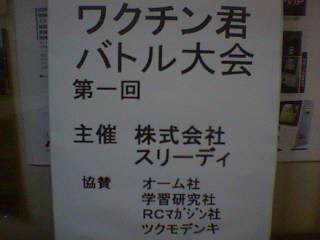 ワクチン君
バトル大会
第一回
主催 株式会社
スリーディ
協賛 オーム社
学習研究社
RCマガジン社
ツクモデンキ